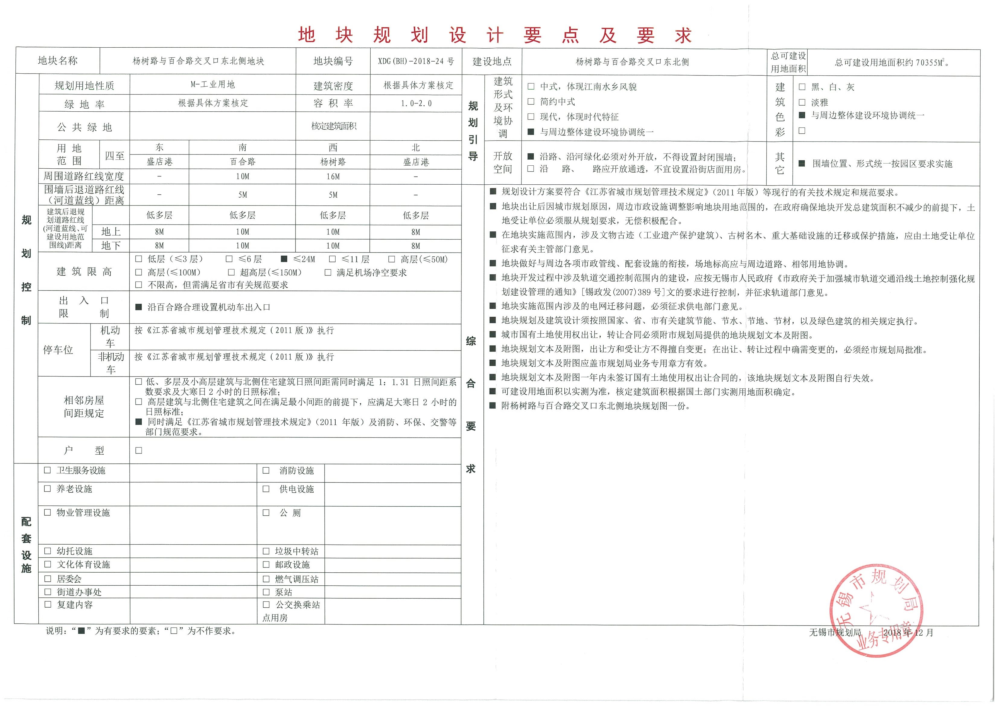 地块规划设计要点及要求
地块名称 杨树路与百合路交叉口东北侧地块 地块编号 XDG(BH)-2018-24号 建设地点 杨树路与百合路交叉口东北侧 总可建设用地面积 总可建设用地面积约70355M²。
规划控制
规划用地性质 M-工业用地 建筑密度 根据具体方案核定
绿地率 根据具体方案核定 容积率 1.0-2.0
公共绿地 核定建筑面积
用地范围 四至 东 南 西 北
盛店港 百合路 杨树路 盛店港
周围道路红线宽度 - 10M 16M -
围墙后退道路红线
（河道蓝线）距离 - 5M 5M -
建筑后退规
划道路红线
(河道蓝线、可
建设用地范
围线)距离
低多层 低多层 低多层 低多层
地上 8M 10M 10M 8M
地下 8M 10M 10M 8M
建筑限高
□ 低层（≤3层） □ ≤6层 ■ ≤24M □ ≤11层 □ 高层(≤50M)
□ 高层(≤100M） □ 超高层(≤150M） □ 满足机场净空要求
□ 不限高，但需满足省市有关规范要求
出入口
限制
■ 沿百合路合理设置机动车出入口
停车位
机动车 按《江苏省城市规划管理技术规定（2011版）》执行
非机动车 按《江苏省城市规划管理技术规定（2011版）》执行
相邻房屋
间距规定
□ 低、多层及小高层建筑与北侧住宅建筑日照间距需同时满足 1：1.31 日照间距系
数要求及大寒日2小时的日照标准；
□ 高层建筑与北侧住宅建筑之间在满足最小间距的前提下，应满足大寒日2小时的
日照标准；
■ 同时满足《江苏省城市规划管理技术规定》（2011 年版）及消防、环保、交警等
部门规范要求。
户型 □
配套设施
□ 卫生服务设施 □ 消防设施
□ 养老设施 □ 供电设施
□ 物业管理设施 □ 公厕
□ 幼托设施 □ 垃圾中转站
□ 文化体育设施 □ 邮政设施
□ 居委会 □ 燃气调压站
□ 街道办事处 □ 泵站
□ 复建内容 □ 公交换乘站
点用房
规划引导
建筑形式及环境协调
□ 中式，体现江南水乡风貌
□ 简约中式
□ 现代，体现时代特征
■ 与周边整体建设环境协调统一
建筑色彩
□ 黑、白、灰
□ 淡雅
■ 与周边整体建设环境协调统一
□
开放空间
■ 沿路、沿河绿化必须对外开放，不得设置封闭围墙；
□ 沿 路、 路应开放通透，不宜设置沿街店面用房。
其它
■ 围墙位置、形式统一按园区要求实施
综合要求
■ 规划设计方案要符合《江苏省城市规划管理技术规定》（2011年版）等现行的有关技术规定和规范要求。
■ 地块出让后因城市规划原因，周边市政设施调整影响地块用地范围的，在政府确保地块开发总建筑面积不减少的前提下，土
地受让单位必须服从规划要求，无偿积极配合。
■ 在地块实施范围内，涉及文物古迹（工业遗产保护建筑）、古树名木、重大基础设施的迁移或保护措施，应由土地受让单位
征求有关主管部门意见。
■ 地块做好与周边各项市政管线、配套设施的衔接，场地标高应与周边道路、相邻用地协调。
■ 地块开发过程中涉及轨道交通控制范围内的建设，应按无锡市人民政府《市政府关于加强城市轨道交通沿线土地控制强化规
划建设管理的通知》[锡政发(2007)389号]文的要求进行控制，并征求轨道部门意见。
■ 地块实施范围内涉及的电网迁移问题，必须征求供电部门意见。
■ 地块规划及建筑设计须按照国家、省、市有关建筑节能、节水、节地、节材，以及绿色建筑的相关规定执行。
■ 城市国有土地使用权出让，转让合同必须附市规划局提供的地块规划文本及附图。
■ 地块规划文本及附图，出让方和受让方不得擅自变更；在出让、转让过程中确需变更的，必须经市规划局批准。
■ 地块规划文本及附图应盖市规划局业务专用章方有效。
■ 地块规划文本及附图一年内未签订国有土地使用权出让合同的，该地块规划文本及附图自行失效。
■ 可建设用地面积以实测为准，核定建筑面积根据国土部门实测用地面积确定。
■ 附杨树路与百合路交叉口东北侧地块规划图一份。
说明：“■”为有要求的要素；“□”为不作要求。
无锡市规划局 2018年12月
无锡市规划局
业务专用章